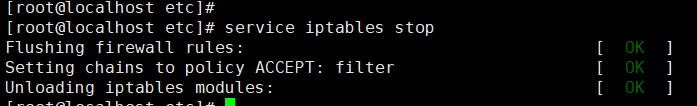 [root@localhost etc]#
[root@localhost etc]# service iptables stop
Flushing firewall rules: [ OK ]
Setting chains to policy ACCEPT: filter [ OK ]
Unloading iptables modules: [ OK ]
[root@localhost etc]#